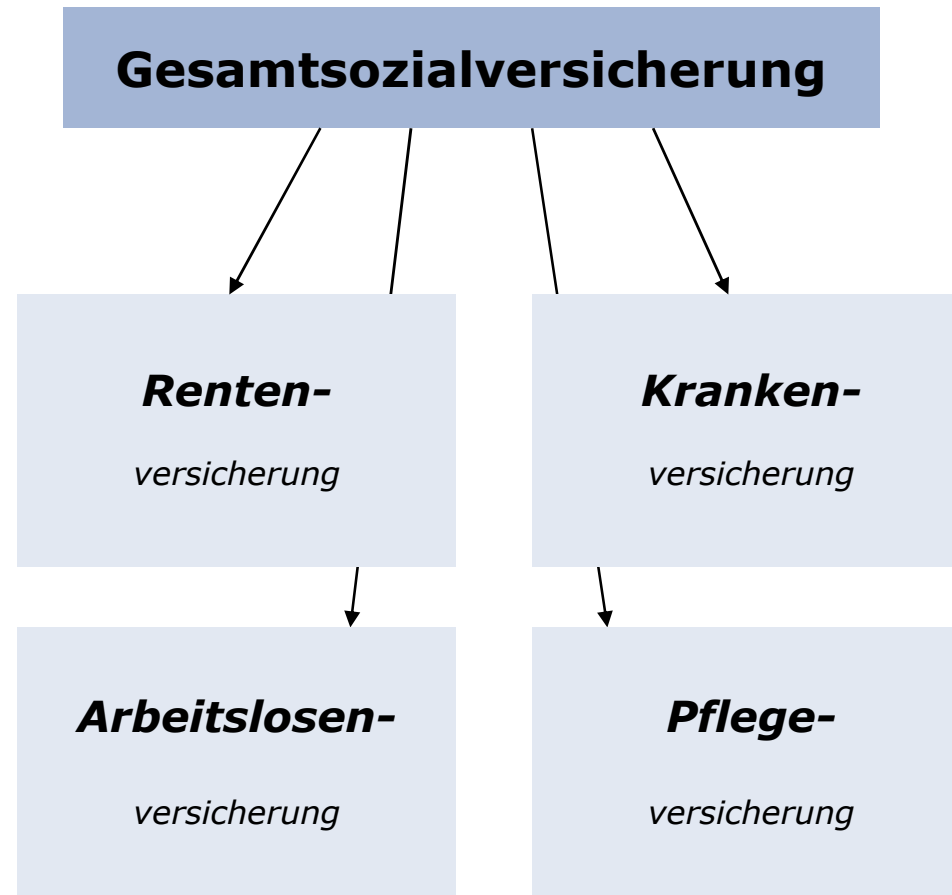 Gesamtsozialversicherung
Renten-
versicherung
Kranken-
versicherung
Arbeitslosen-
versicherung
Pflege-
versicherung